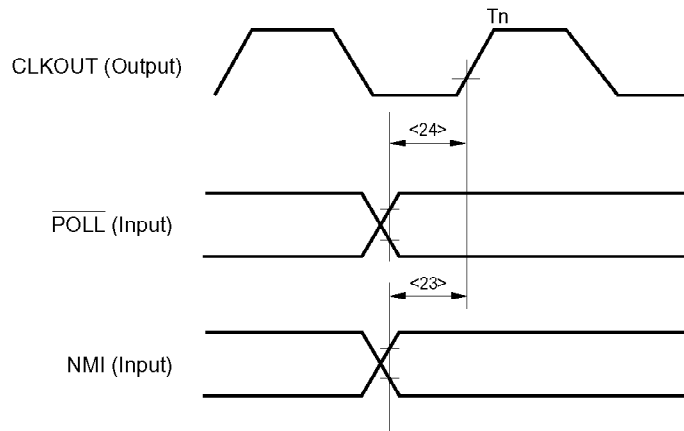 Tn
CLKOUT (Output)
<24>
POLL (Input)
<23>
NMI (Input)